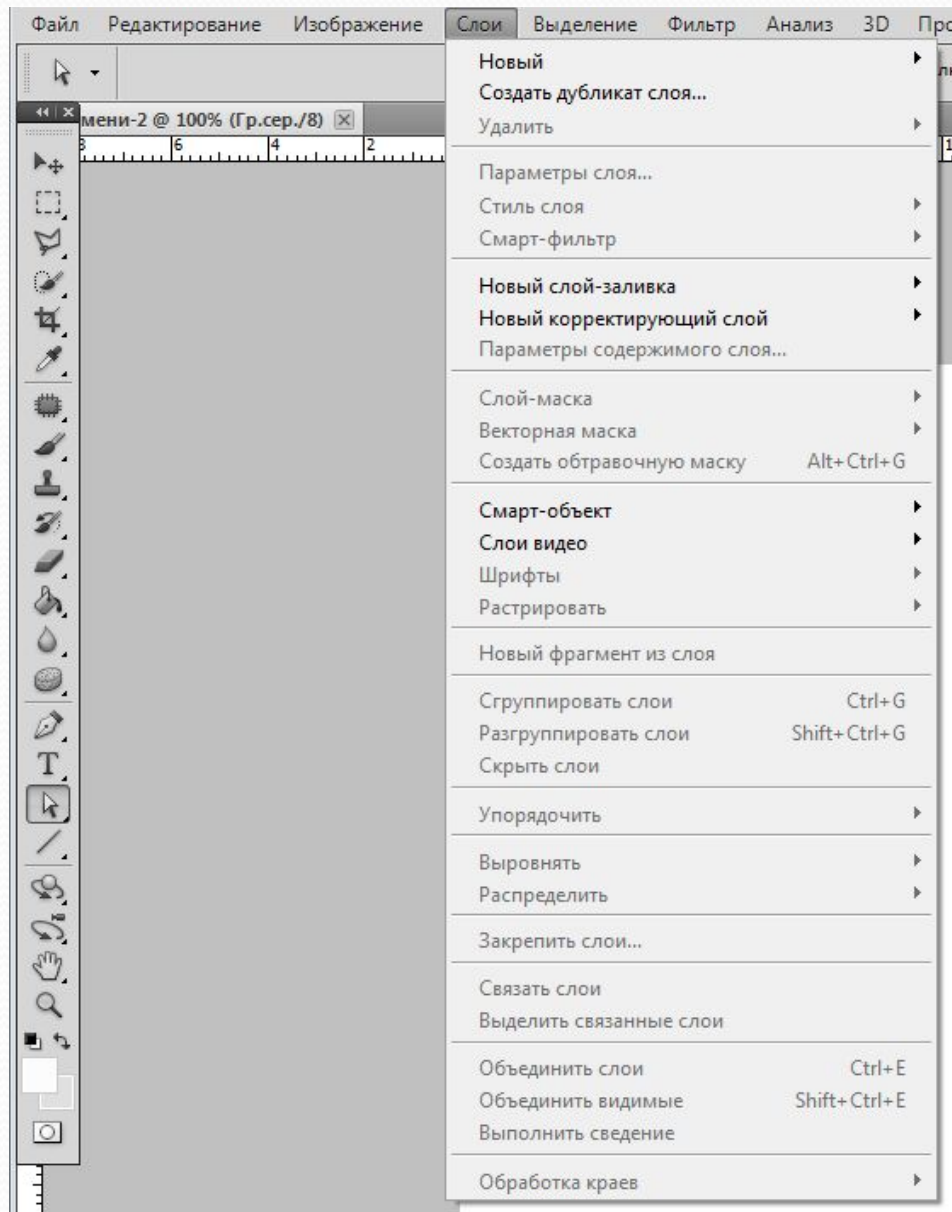 Файл Редактирование Изображение Слои Выделение Фильтр Анализ 3D
мени-2 @ 100% (Гр.сер./8)
8 6 4 2
Новый
Создать дубликат слоя...
Удалить
Параметры слоя...
Стиль слоя
Смарт-фильтр
Новый слой-заливка
Новый корректирующий слой
Параметры содержимого слоя...
Слой-маска
Векторная маска
Создать обтравочную маску Alt+Ctrl+G
Смарт-объект
Слои видео
Шрифты
Растрировать
Новый фрагмент из слоя
Сгруппировать слои Ctrl+G
Разгруппировать слои Shift+Ctrl+G
Скрыть слои
Упорядочить
Выровнять
Распределить
Закрепить слои...
Связать слои
Выделить связанные слои
Объединить слои Ctrl+E
Объединить видимые Shift+Ctrl+E
Выполнить сведение
Обработка краев